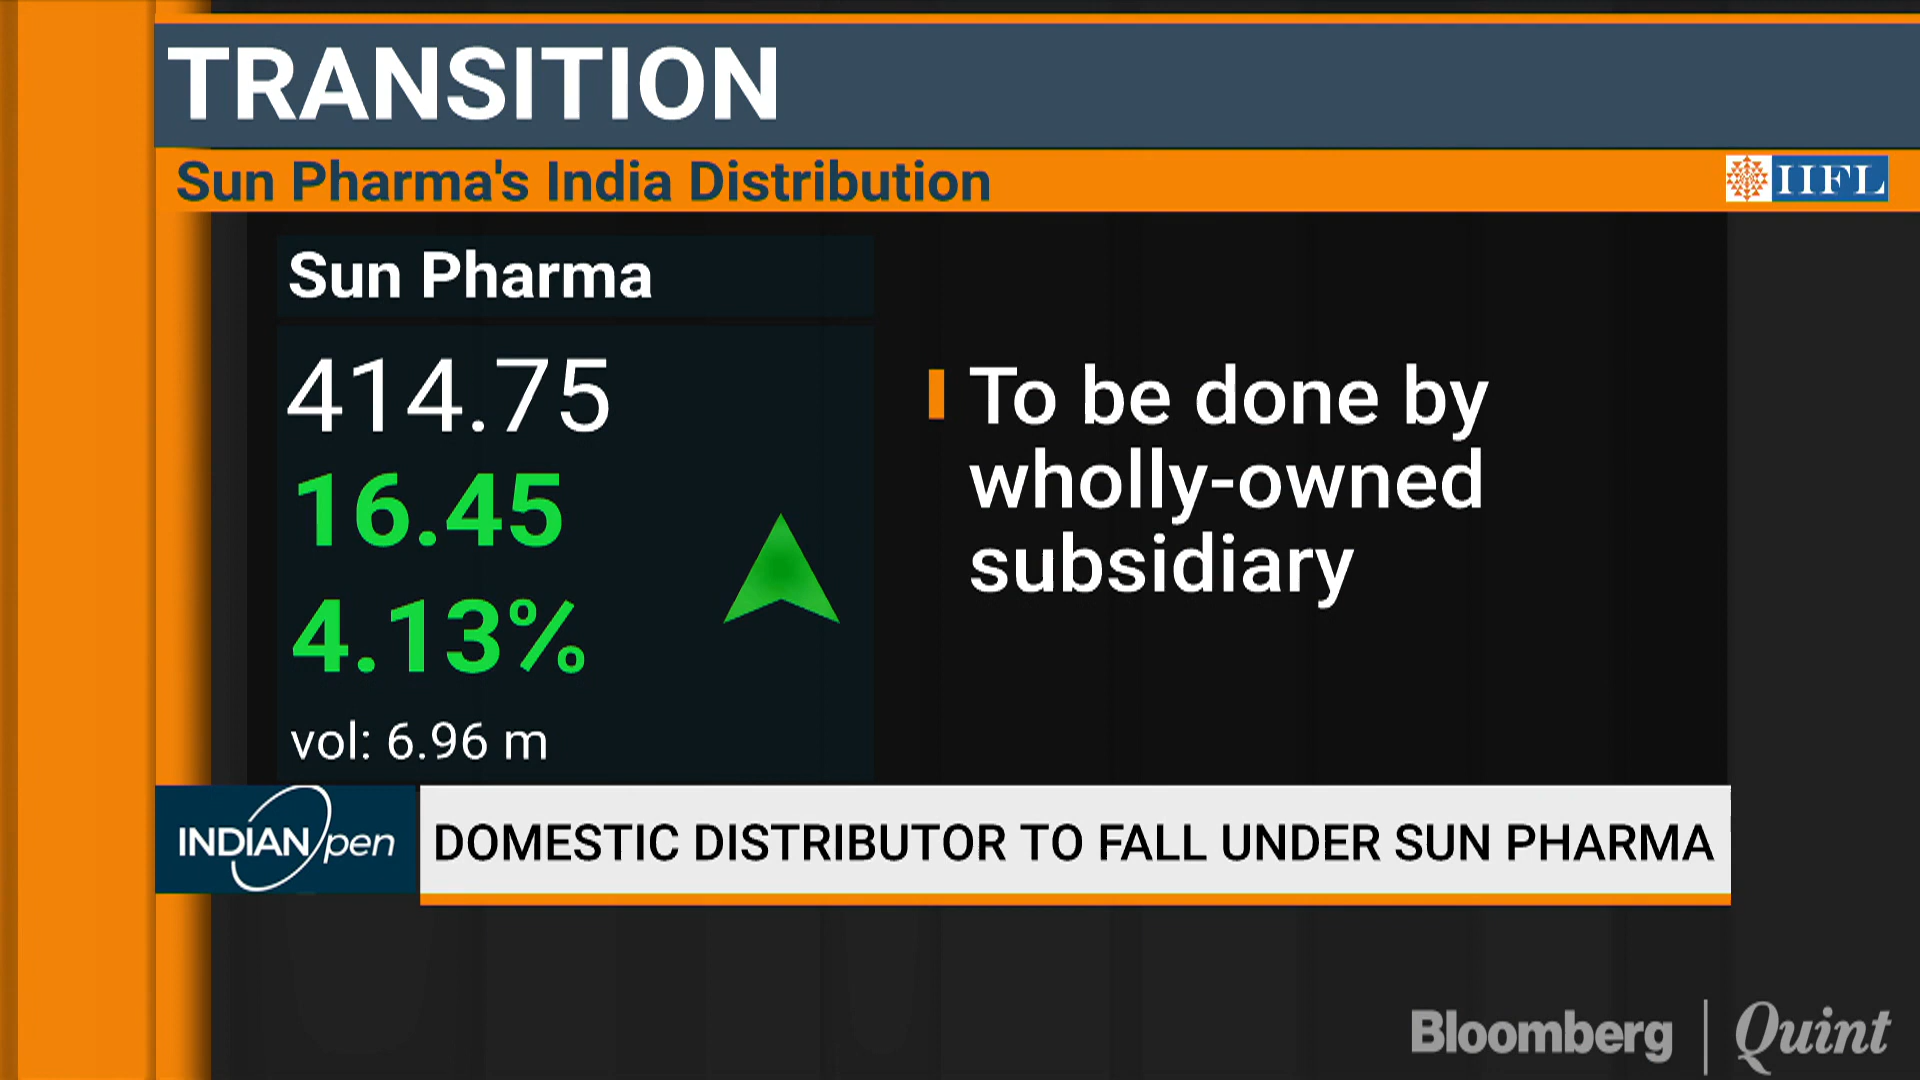 TRANSITION
Sun Pharma's India Distribution
IIFL
Sun Pharma
414.75
16.45
4.13%
vol: 6.96 m
To be done by
wholly-owned
subsidiary
INDIAN Open
DOMESTIC DISTRIBUTOR TO FALL UNDER SUN PHARMA
Bloomberg | Quint